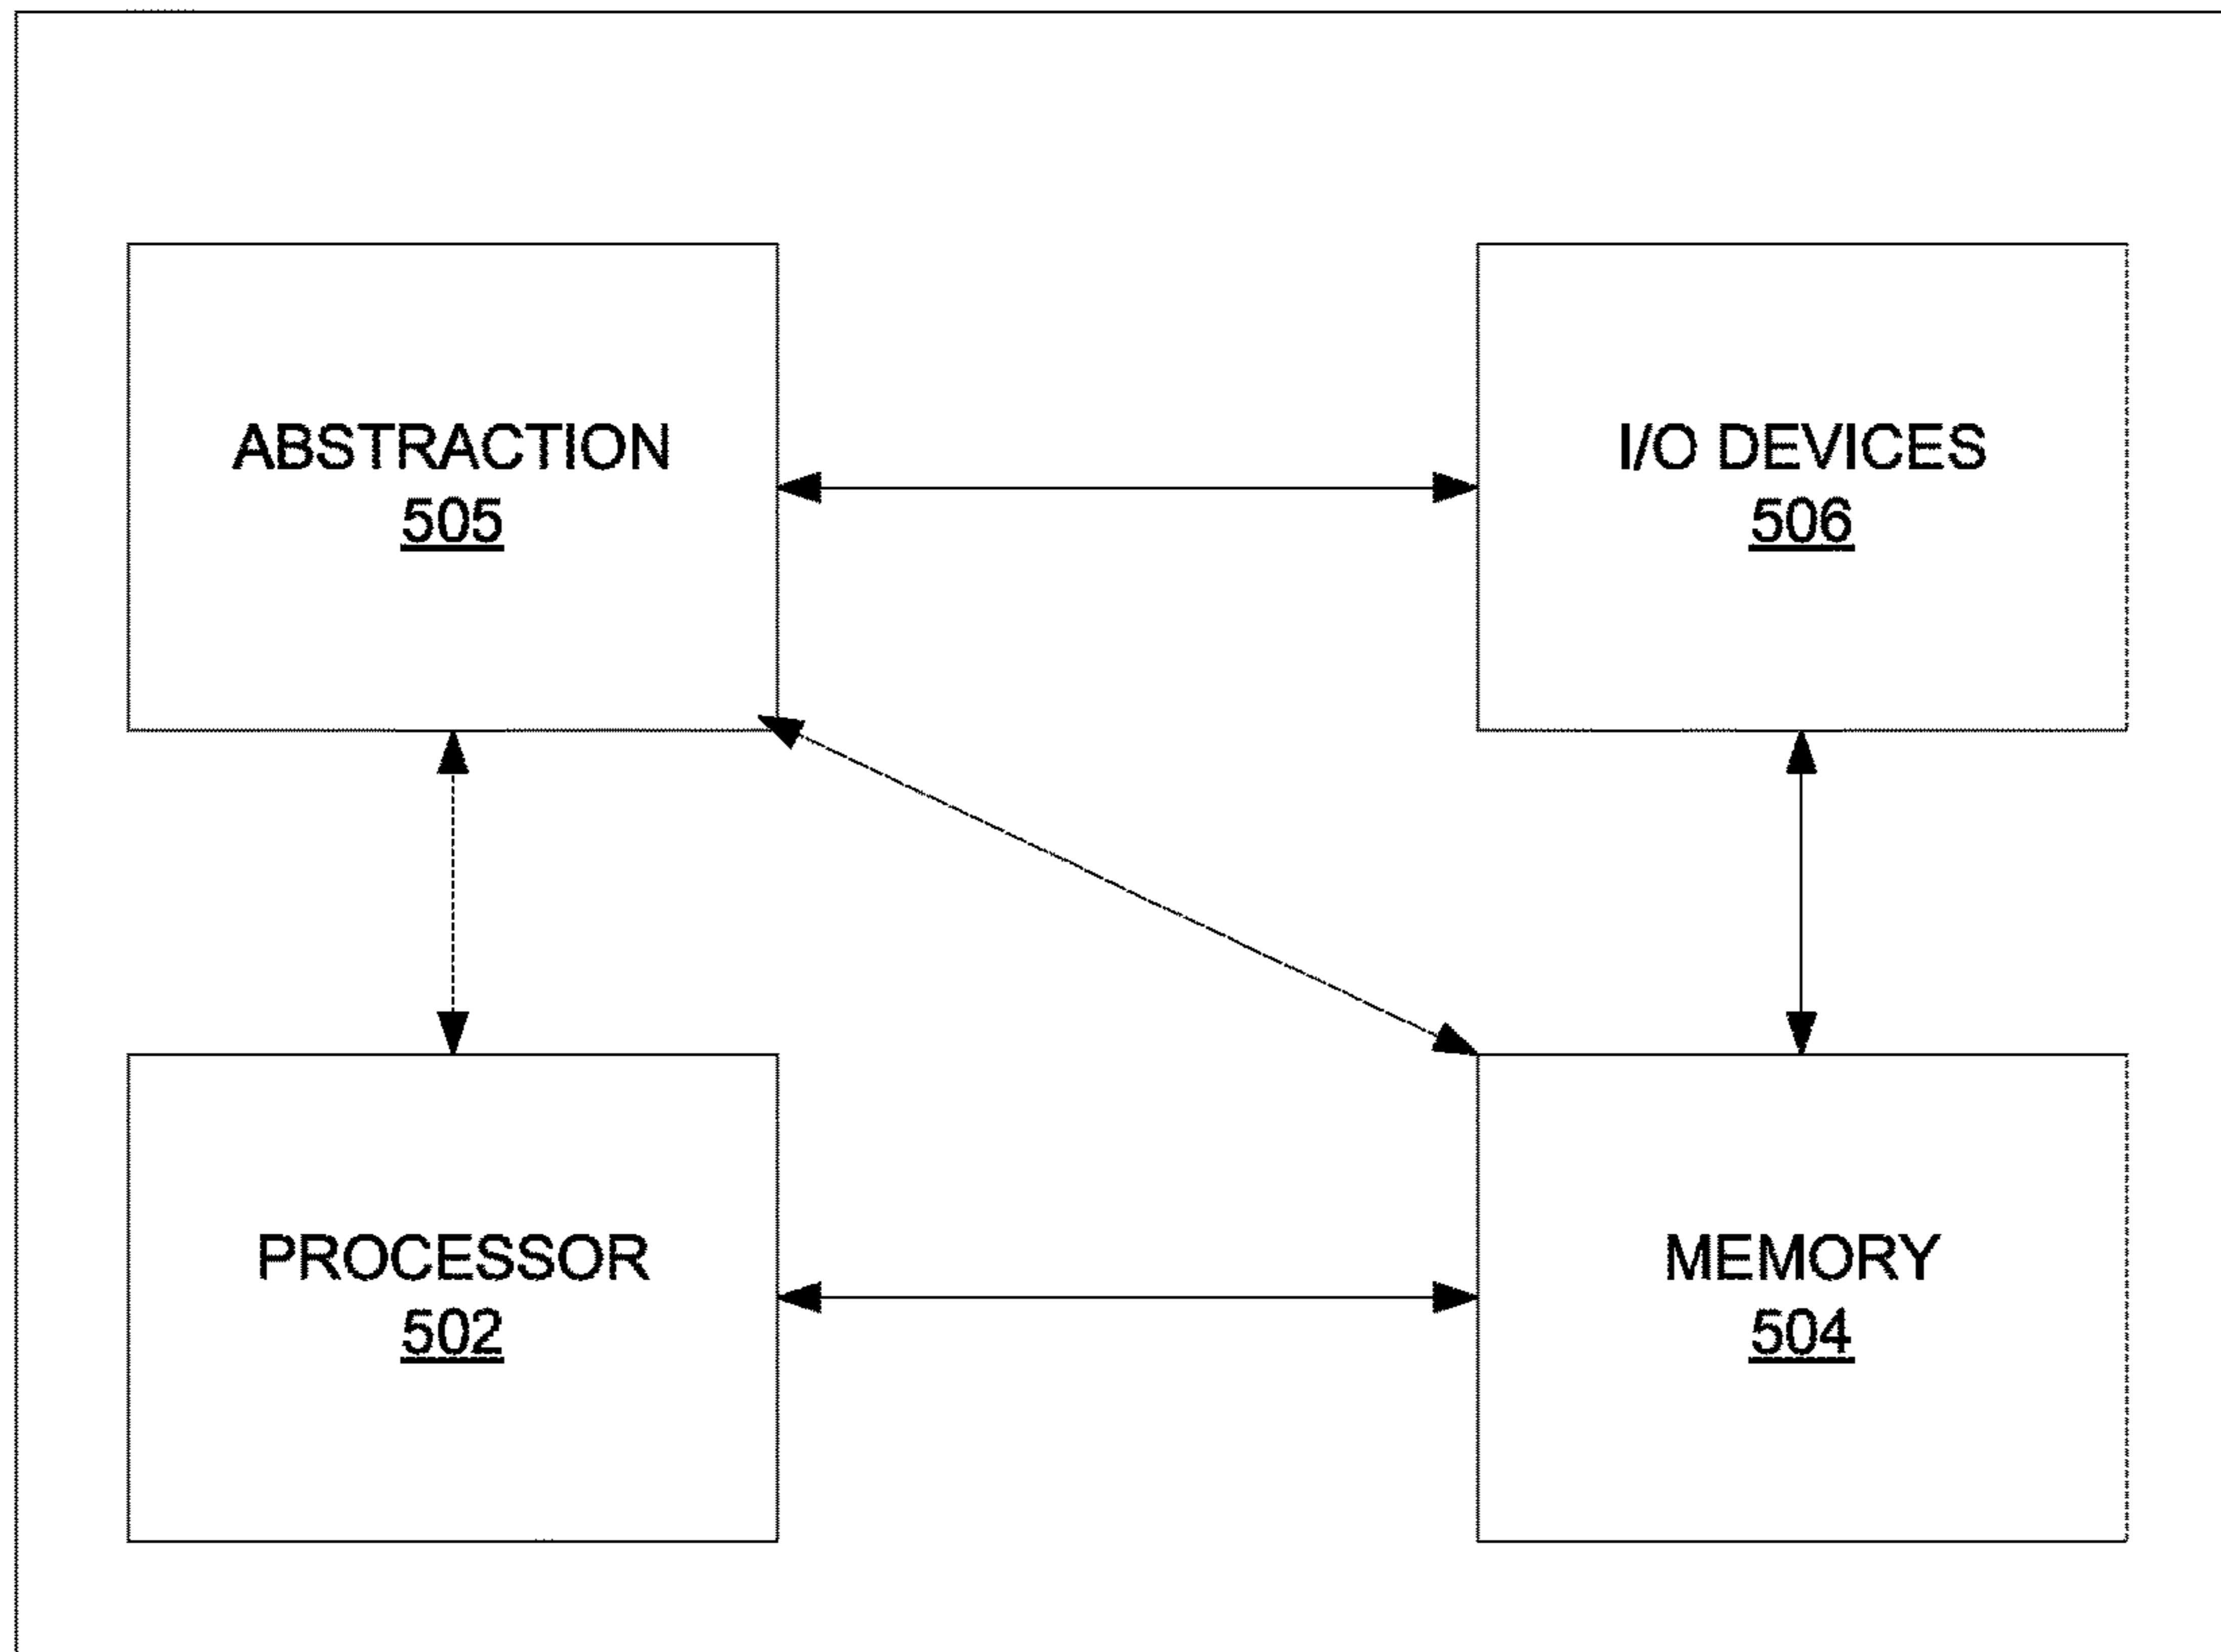 ABSTRACTION
505
I/O DEVICES
506
PROCESSOR
502
MEMORY
504